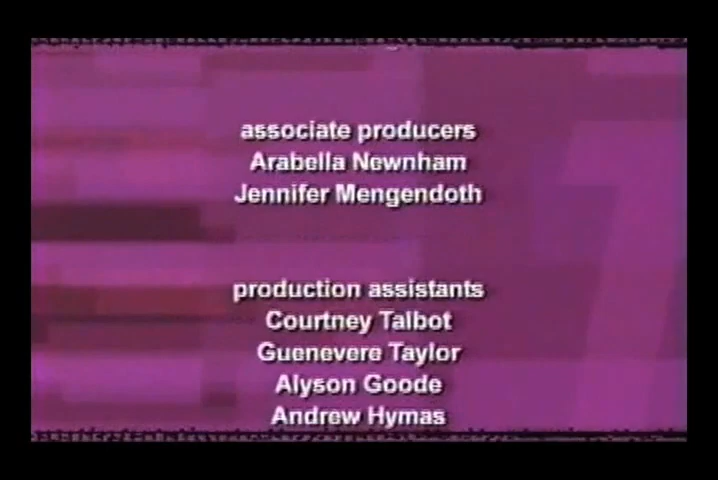 associate producers
Arabella Newnham
Jennifer Mengendoth
production assistants
Courtney Talbot
Guenevere Taylor
Alyson Goode
Andrew Hymas